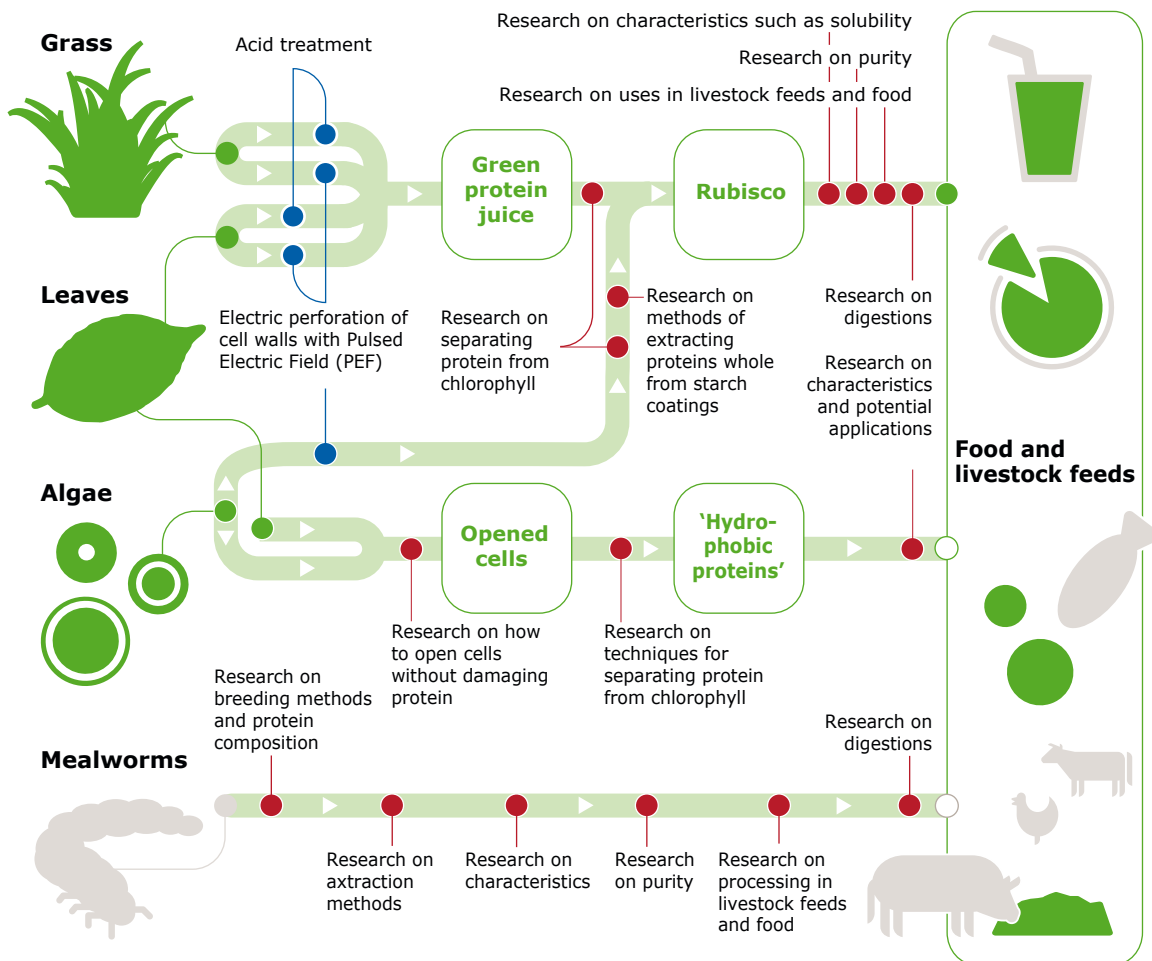 Research on characteristics such as solubility
Grass
Acid treatment
Research on purity
Research on uses in livestock feeds and food
Green
protein
juice
Rubisco
Leaves
Electric perforation of
cell walls with Pulsed
Electric Field (PEF)
Research on
separating
protein from
chlorophyll
Research on
methods of
extracting
proteins whole
from starch
coatings
Research on
digestions
Research on
characteristics
and potential
applications
Food and
livestock feeds
Algae
Opened
cells
‘Hydro-
phobic
proteins’
Research on how
to open cells
without damaging
protein
Research on
techniques for
separating protein
from chlorophyll
Research on
breeding methods
and protein
composition
Research on
digestions
Mealworms
Research on
axtraction
methods
Research on
characteristics
Research
on purity
Research on
processing in
livestock feeds
and food